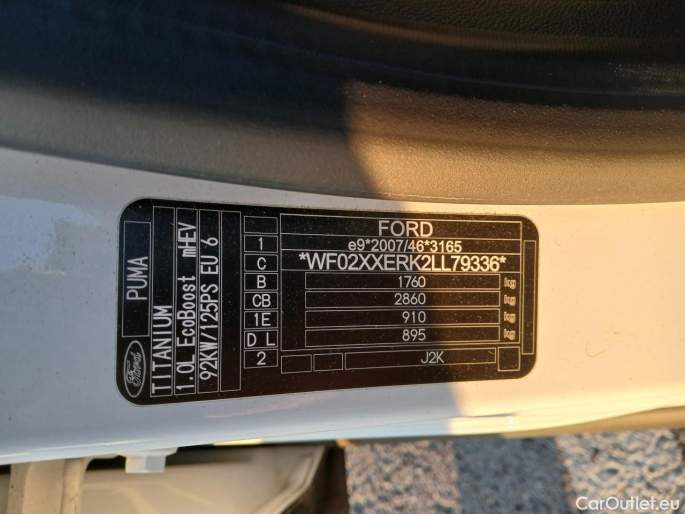 FORD
1 e9*2007/46*3165
C *WF02XXERK2LL79336*
B 1760 kg
CB 2860 kg
1E 910 kg
D L 895 kg
2 J2K
PUMA
TITANIUM
1.0L EcoBoost mHEV
92KW/125PS EU 6
Ford
CarOutlet.eu